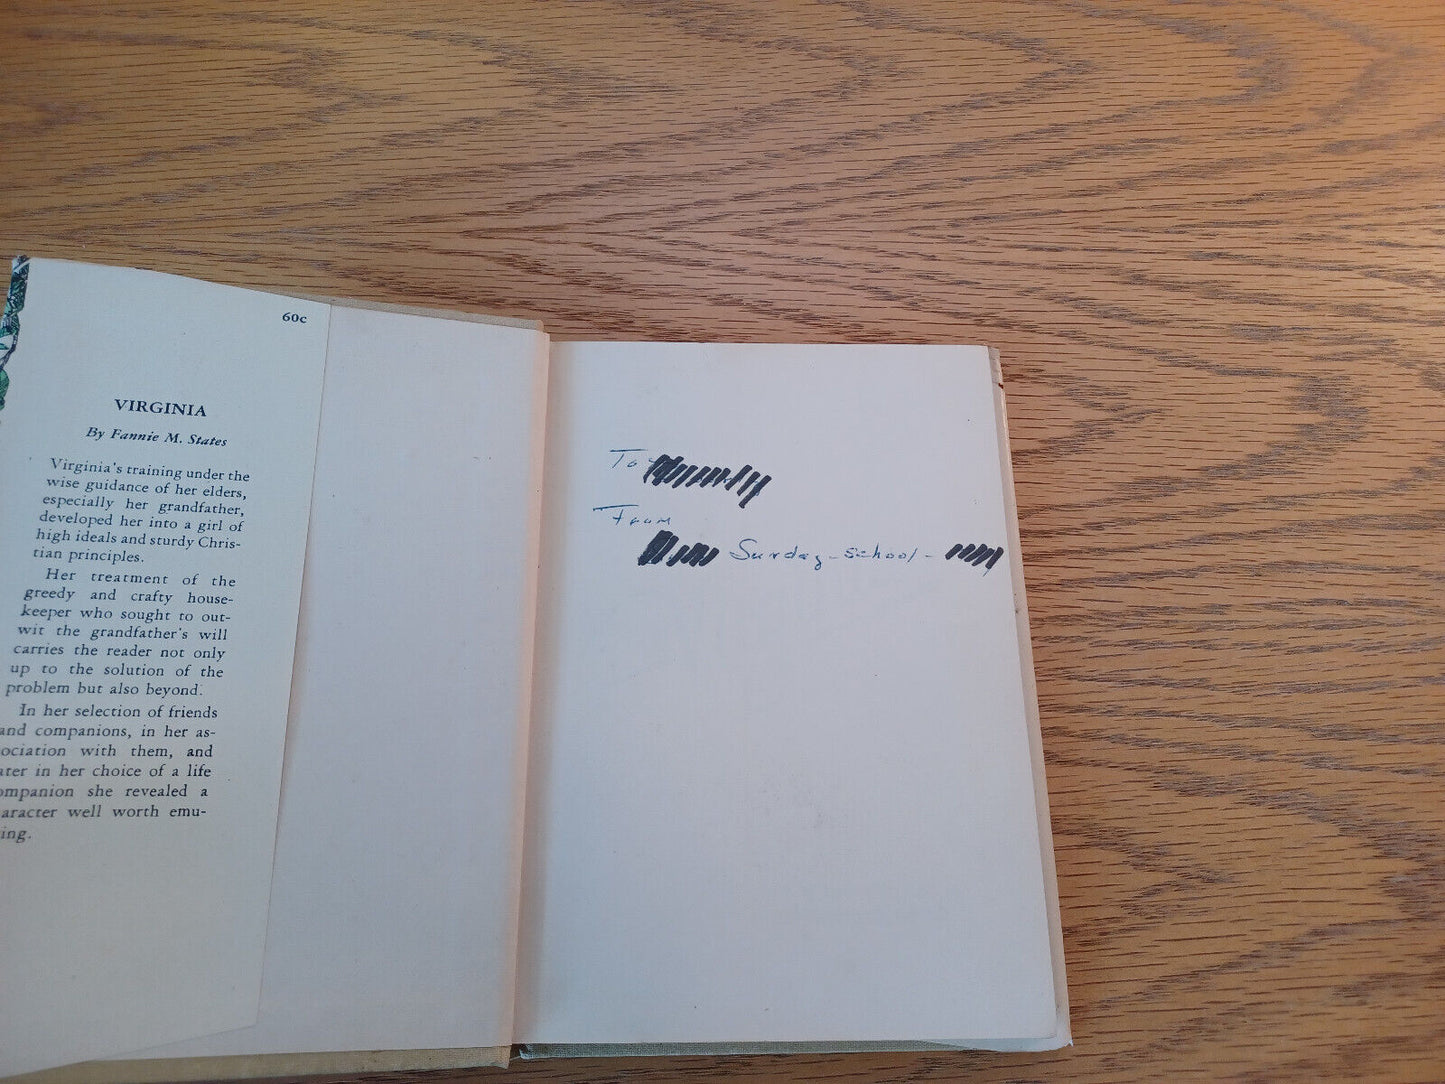 60c
VIRGINIA
By Fannie M. States
Virginia's training under the
wise guidance of her elders,
especially her grandfather,
developed her into a girl of
high ideals and sturdy Chris-
tian principles.
Her treatment of the
greedy and crafty house-
keeper who sought to out-
wit the grandfather's will
carries the reader not only
up to the solution of the
problem but also beyond.
In her selection of friends
and companions, in her as-
ociation with them, and
ater in her choice of a life
ompanion she revealed a
aracter well worth emu-
ing.
To
From
Sunday-school-